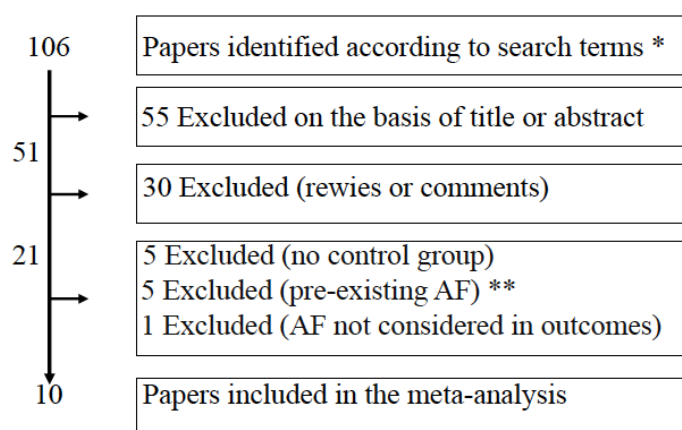 106 Papers identified according to search terms *
55 Excluded on the basis of title or abstract
51
30 Excluded (rewies or comments)
21
5 Excluded (no control group)
5 Excluded (pre-existing AF) **
1 Excluded (AF not considered in outcomes)
10 Papers included in the meta-analysis